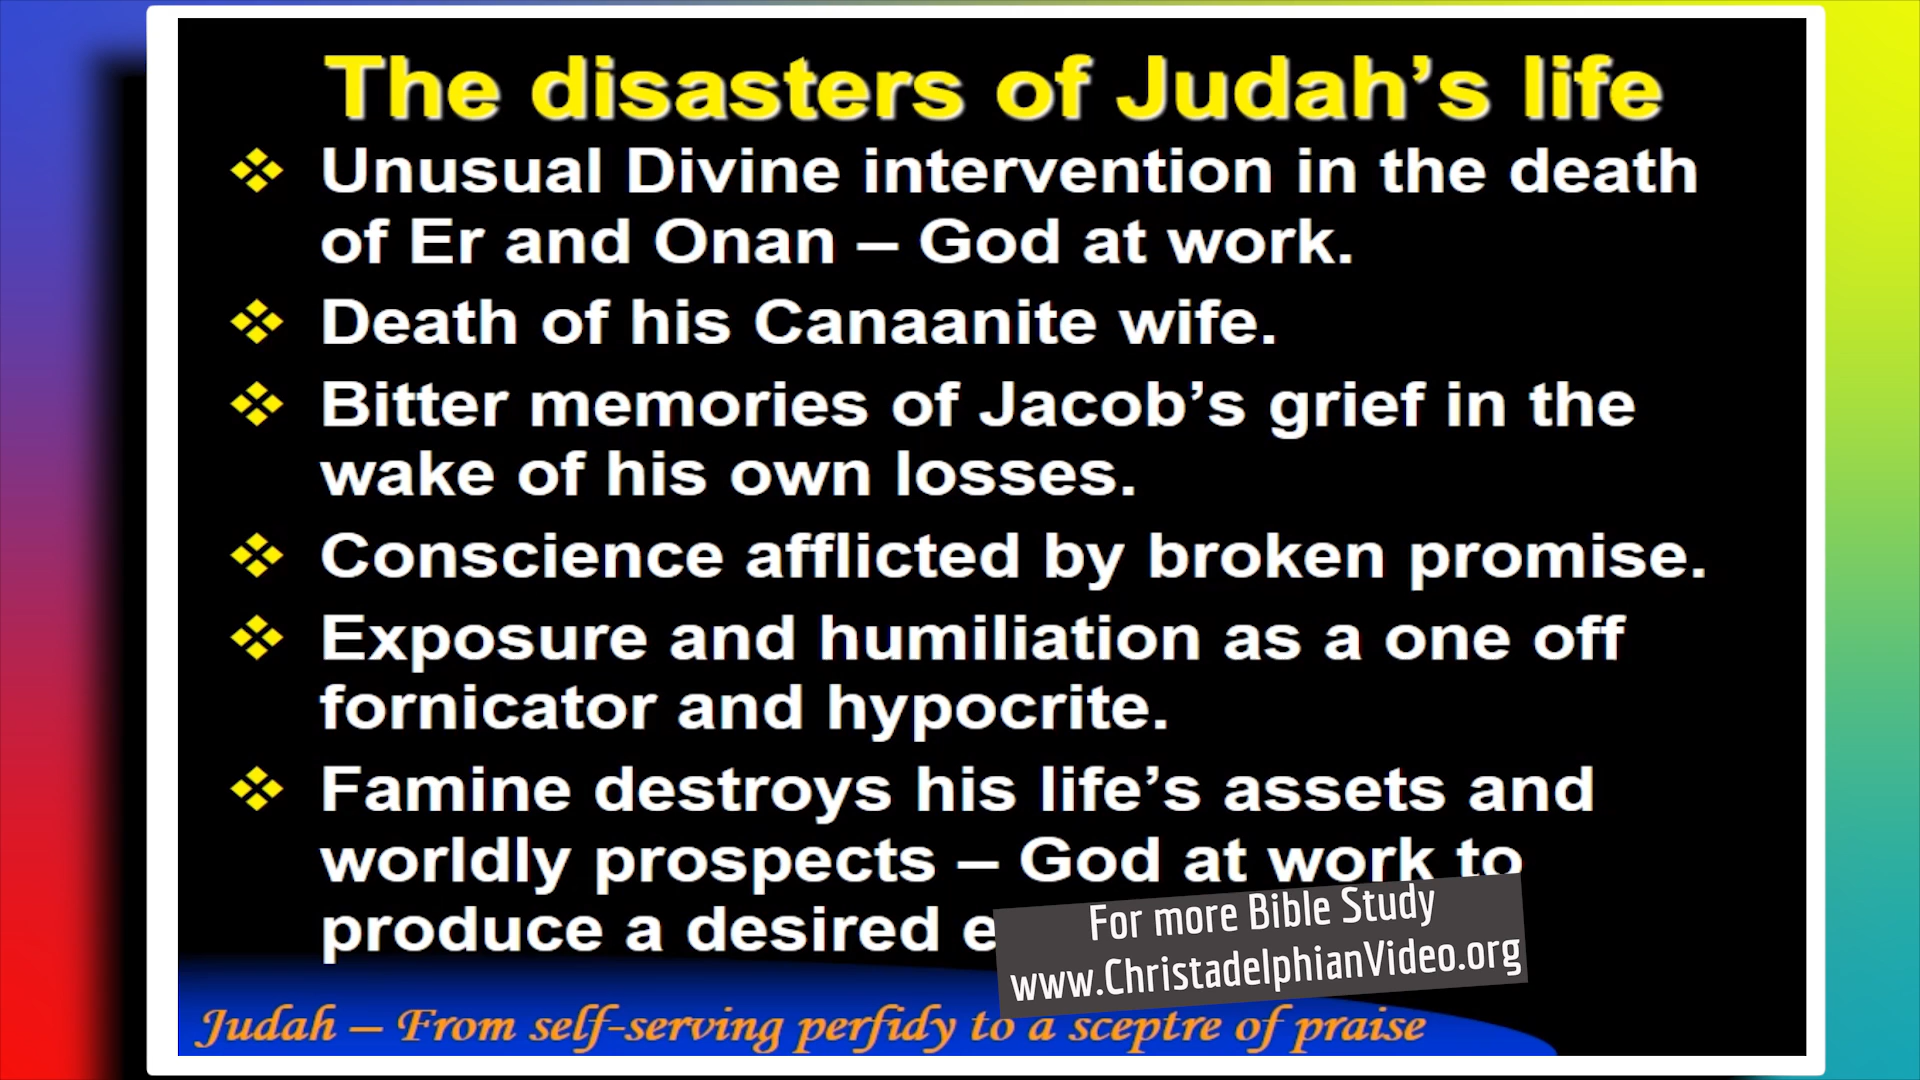 The disasters of Judah’s life
Unusual Divine intervention in the death
of Er and Onan – God at work.
Death of his Canaanite wife.
Bitter memories of Jacob’s grief in the
wake of his own losses.
Conscience afflicted by broken promise.
Exposure and humiliation as a one off
fornicator and hypocrite.
Famine destroys his life’s assets and
worldly prospects – God at work to
produce a desired
For more Bible Study
www.ChristadelphianVideo.org
Judah – From self-serving perfidy to a sceptre of praise